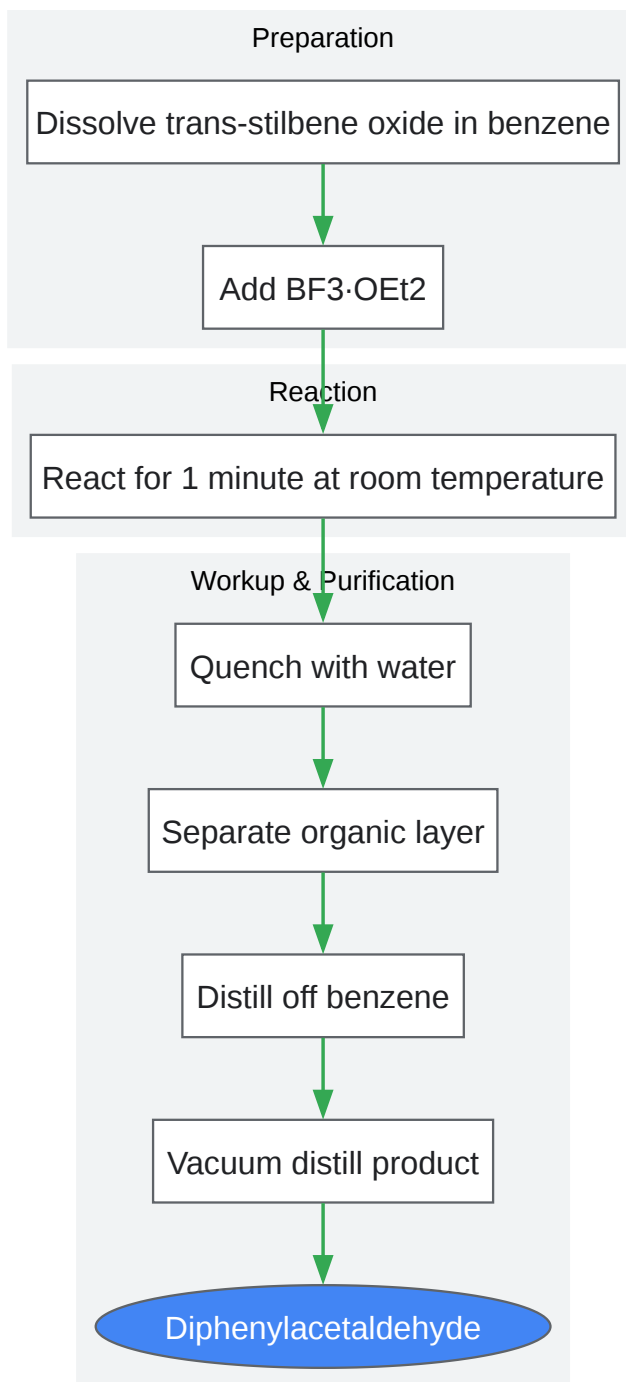 Preparation
Dissolve trans-stilbene oxide in benzene
Add BF3·OEt2
Reaction
React for 1 minute at room temperature
Workup & Purification
Quench with water
Separate organic layer
Distill off benzene
Vacuum distill product
Diphenylacetaldehyde